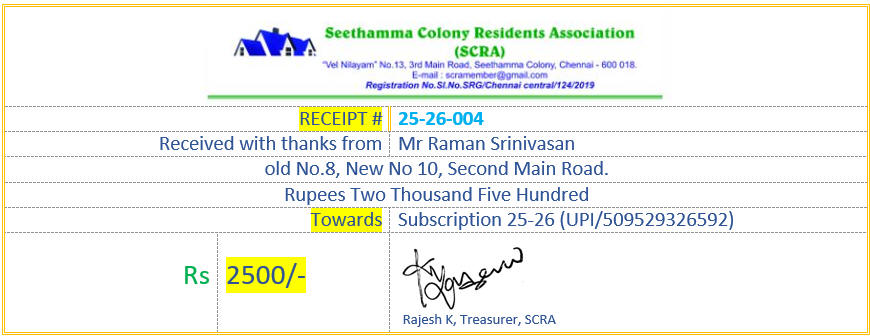 Seethamma Colony Residents Association
(SCRA)
"Vel Nilayam" No.13, 3rd Main Road, Seethamma Colony, Chennai - 600 018.
E-mail : scramember@gmail.com
Registration No.Sl.No.SRG/Chennai central/124/2019
RECEIPT # 25-26-004
Received with thanks from Mr Raman Srinivasan
old No.8, New No 10, Second Main Road.
Rupees Two Thousand Five Hundred
Towards Subscription 25-26 (UPI/509529326592)
Rs 2500/-
Rajesh K, Treasurer, SCRA